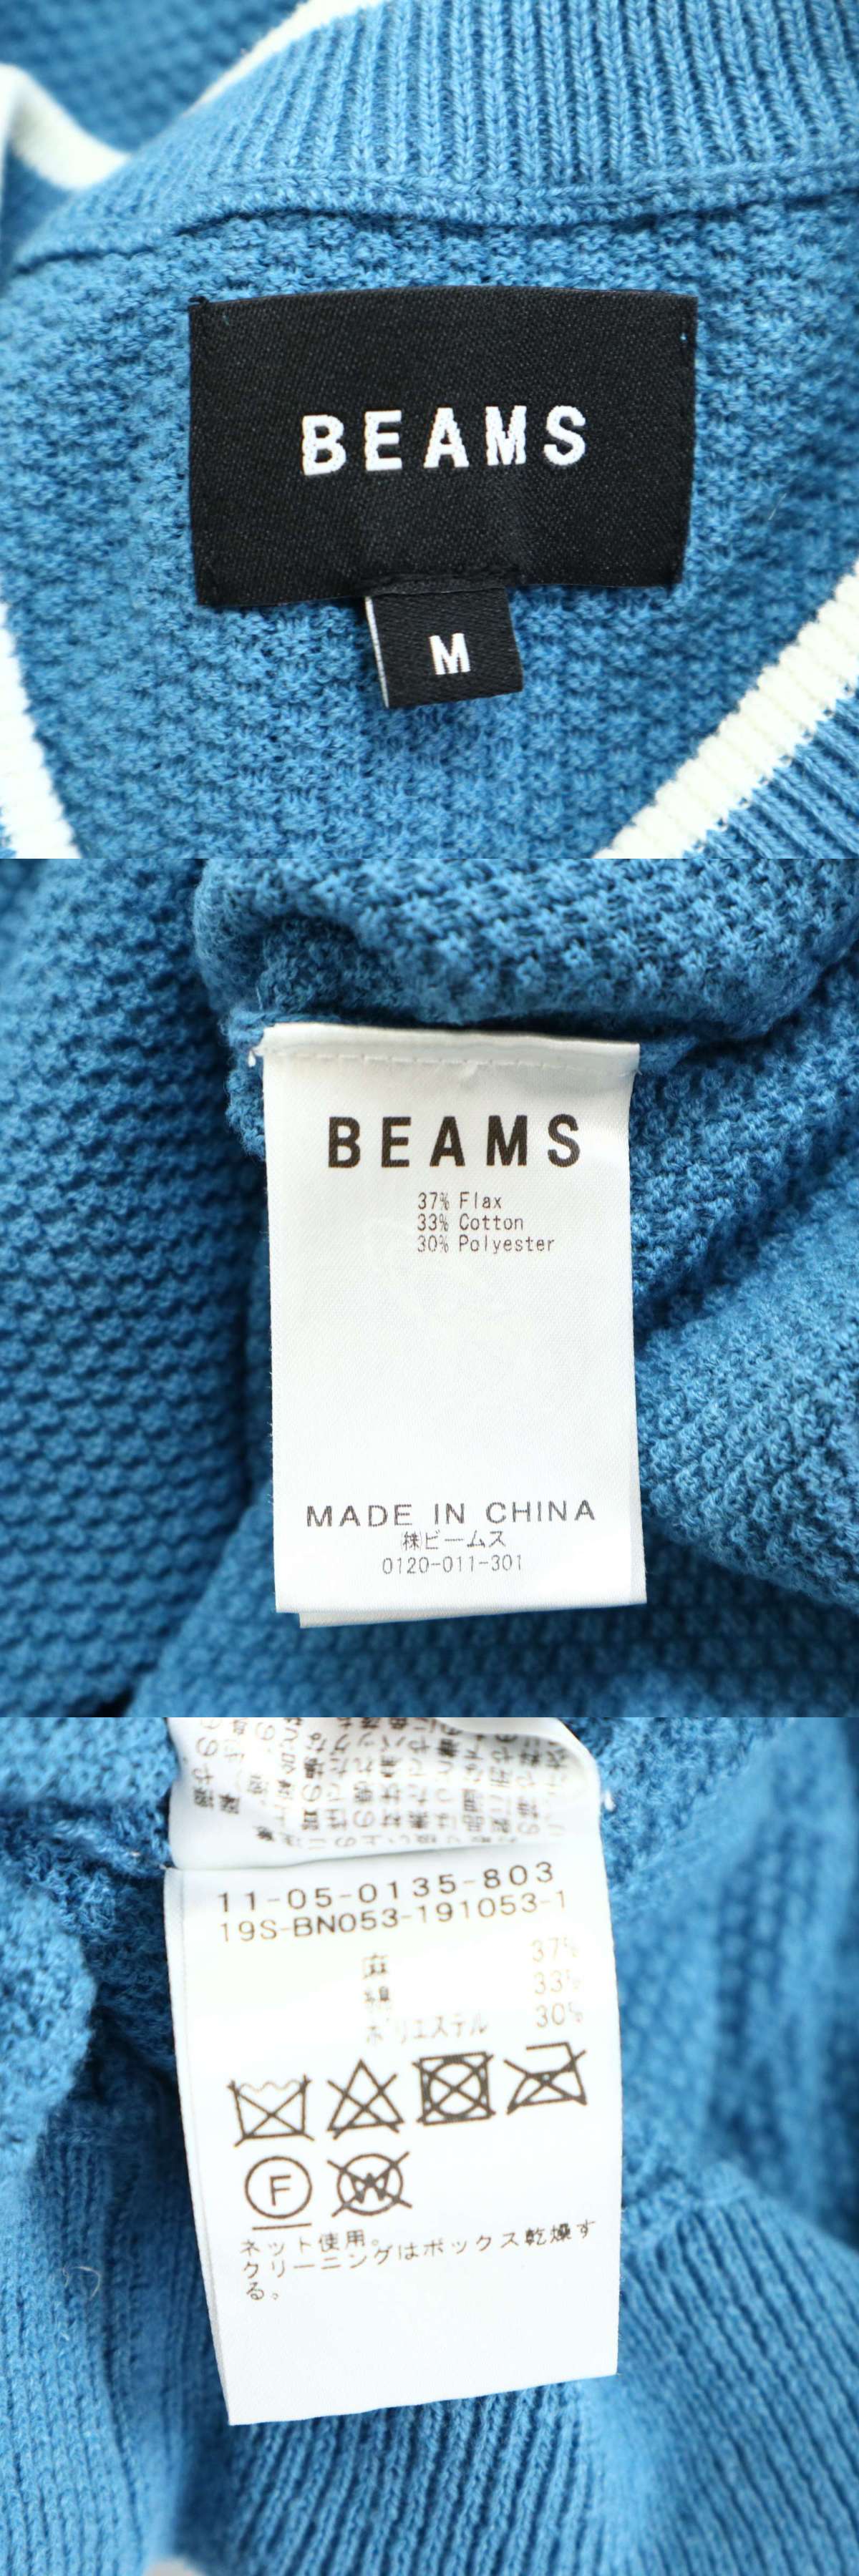 BEAMS
M
BEAMS
37% Flax
33% Cotton
30% Polyester
MADE IN CHINA
㈱ビームス
0120-011-301
11-05-0135-803
19S-BN053-191053-1
麻 37%
綿 33%
ポリエステル 30%
F
W
ネット使用。
クリーニングはボックス乾燥す
る。